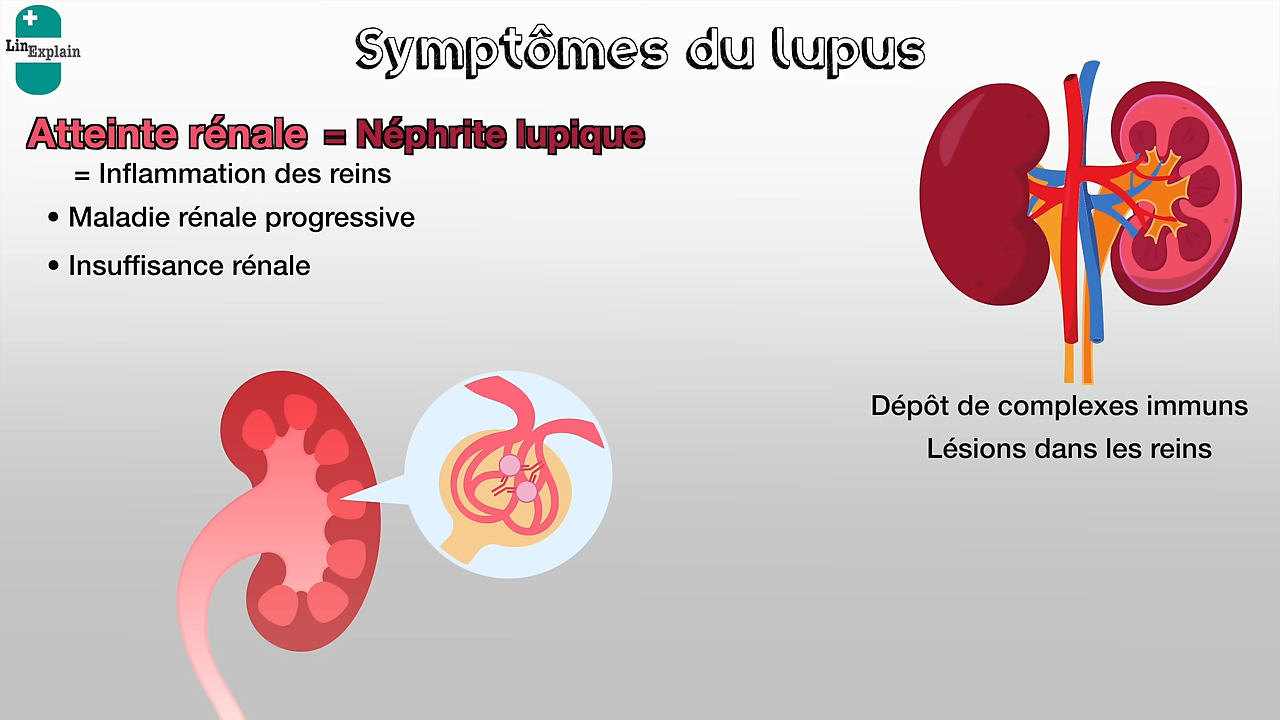 LinExplain
Symptômes du lupus
Atteinte rénale = Néphrite lupique
= Inflammation des reins
• Maladie rénale progressive
• Insuffisance rénale
Dépôt de complexes immuns
Lésions dans les reins